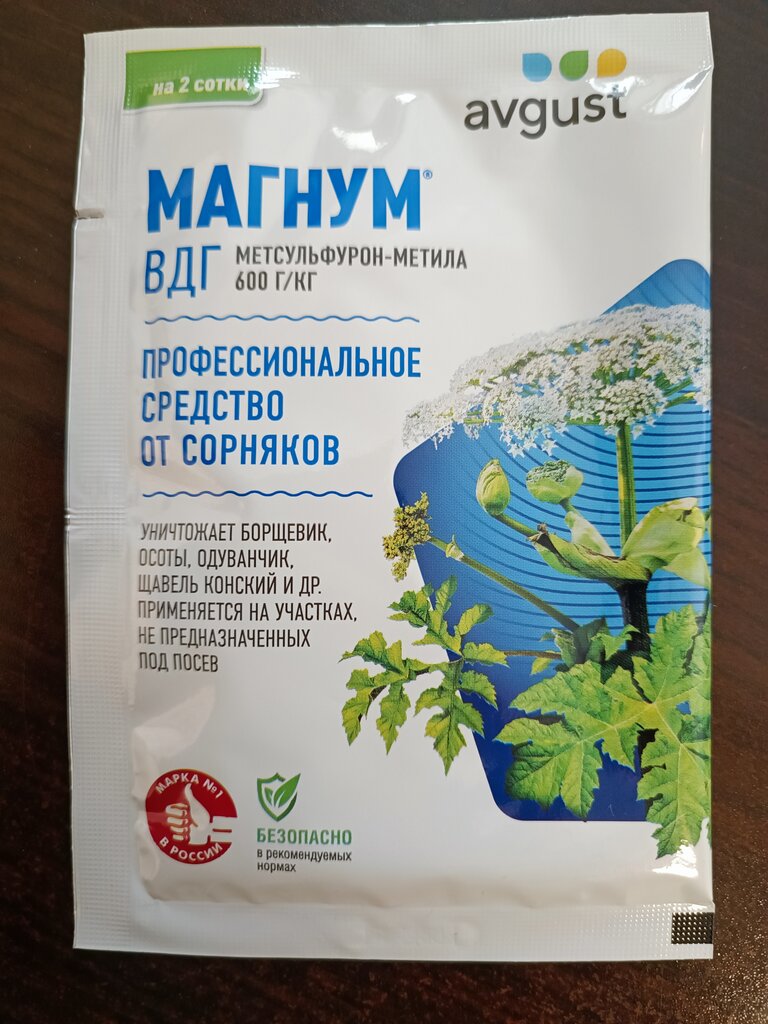 на 2 сотки
avgust
МАГНУМ®
ВДГ МЕТСУЛЬФУРОН-МЕТИЛА
600 Г/КГ
ПРОФЕССИОНАЛЬНОЕ
СРЕДСТВО
ОТ СОРНЯКОВ
УНИЧТОЖАЕТ БОРЩЕВИК,
ОСОТЫ, ОДУВАНЧИК,
ЩАВЕЛЬ КОНСКИЙ И ДР.
ПРИМЕНЯЕТСЯ НА УЧАСТКАХ,
НЕ ПРЕДНАЗНАЧЕННЫХ
ПОД ПОСЕВ
МАРКА №1
В РОССИИ
БЕЗОПАСНО
в рекомендуемых
нормах